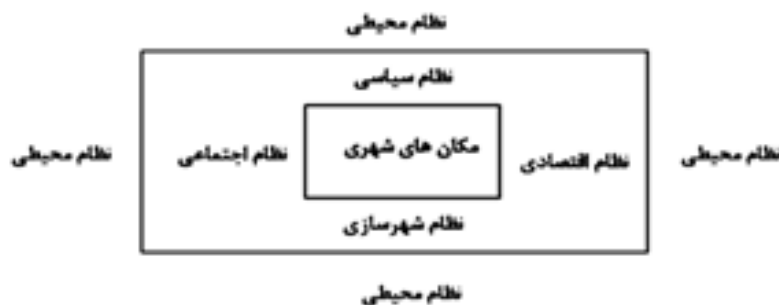 نظام محیطی
نظام سیاسی
نظام محیطی
نظام اقتصادی
مکان های شهری
نظام اجتماعی
نظام محیطی
نظام شهرسازی
نظام محیطی